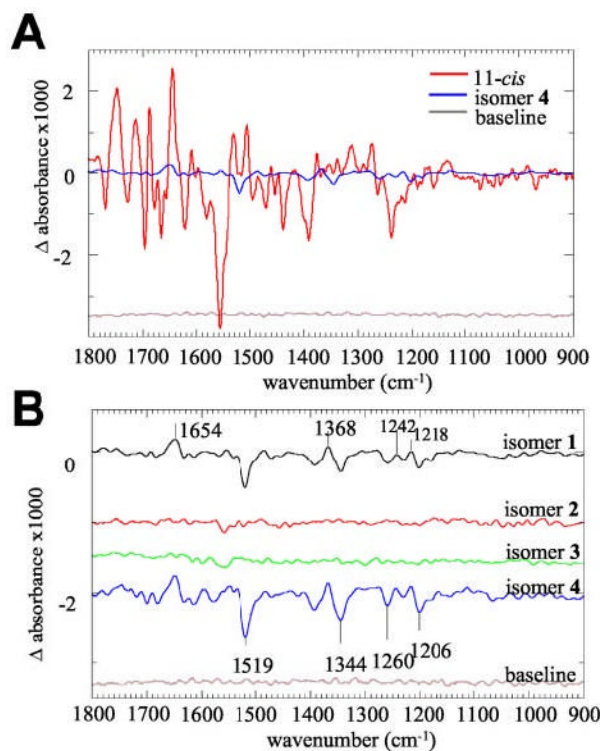 A
Δ absorbance x1000
2
0
-2
11-cis
isomer 4
baseline
1800 1700 1600 1500 1400 1300 1200 1100 1000 900
wavenumber (cm-1)
B
Δ absorbance x1000
0
-2
1654
1368
1242
1218
isomer 1
isomer 2
isomer 3
isomer 4
1519
1344
1260
1206
baseline
1800 1700 1600 1500 1400 1300 1200 1100 1000 900
wavenumber (cm-1)